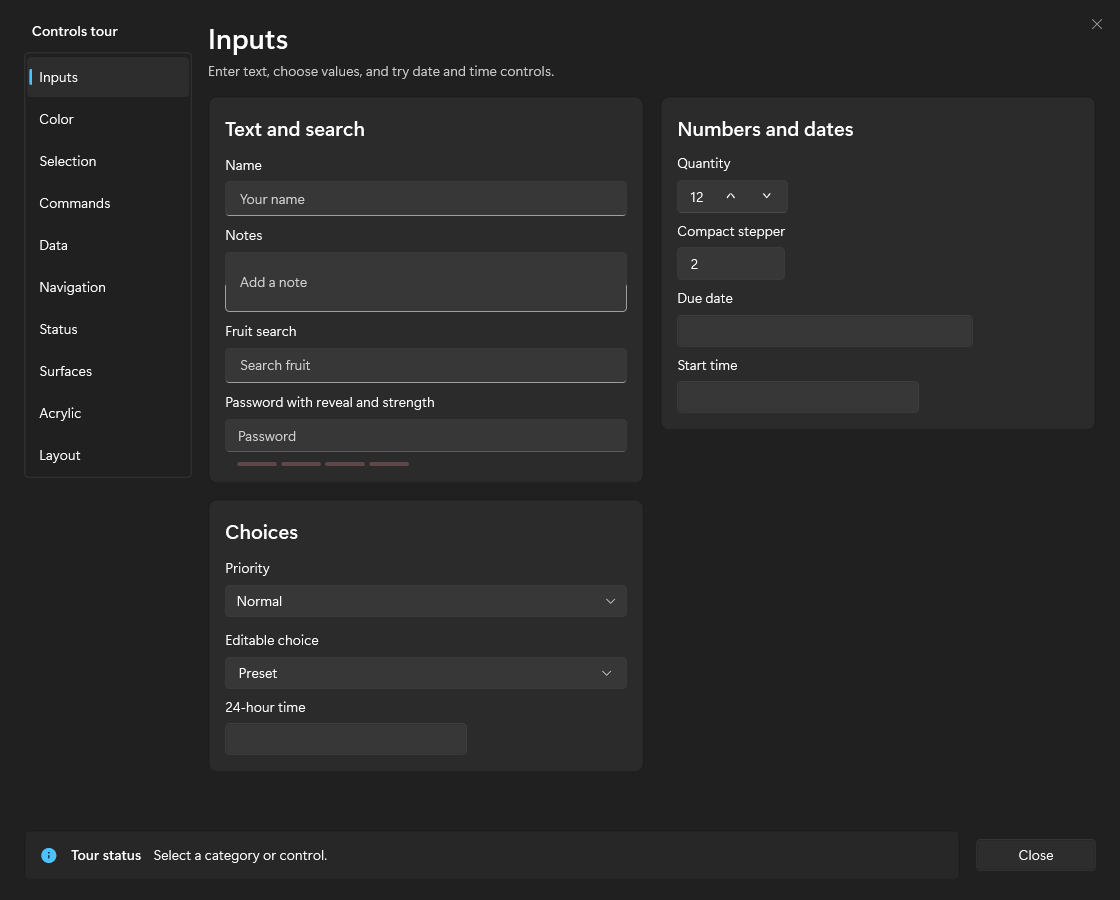 Controls tour
Inputs
Color
Selection
Commands
Data
Navigation
Status
Surfaces
Acrylic
Layout
Inputs
Enter text, choose values, and try date and time controls.
Text and search
Name
Your name
Notes
Add a note
Fruit search
Search fruit
Password with reveal and strength
Password
Numbers and dates
Quantity
12
Compact stepper
2
Due date
Start time
Choices
Priority
Normal
Editable choice
Preset
24-hour time
Tour status Select a category or control.
Close